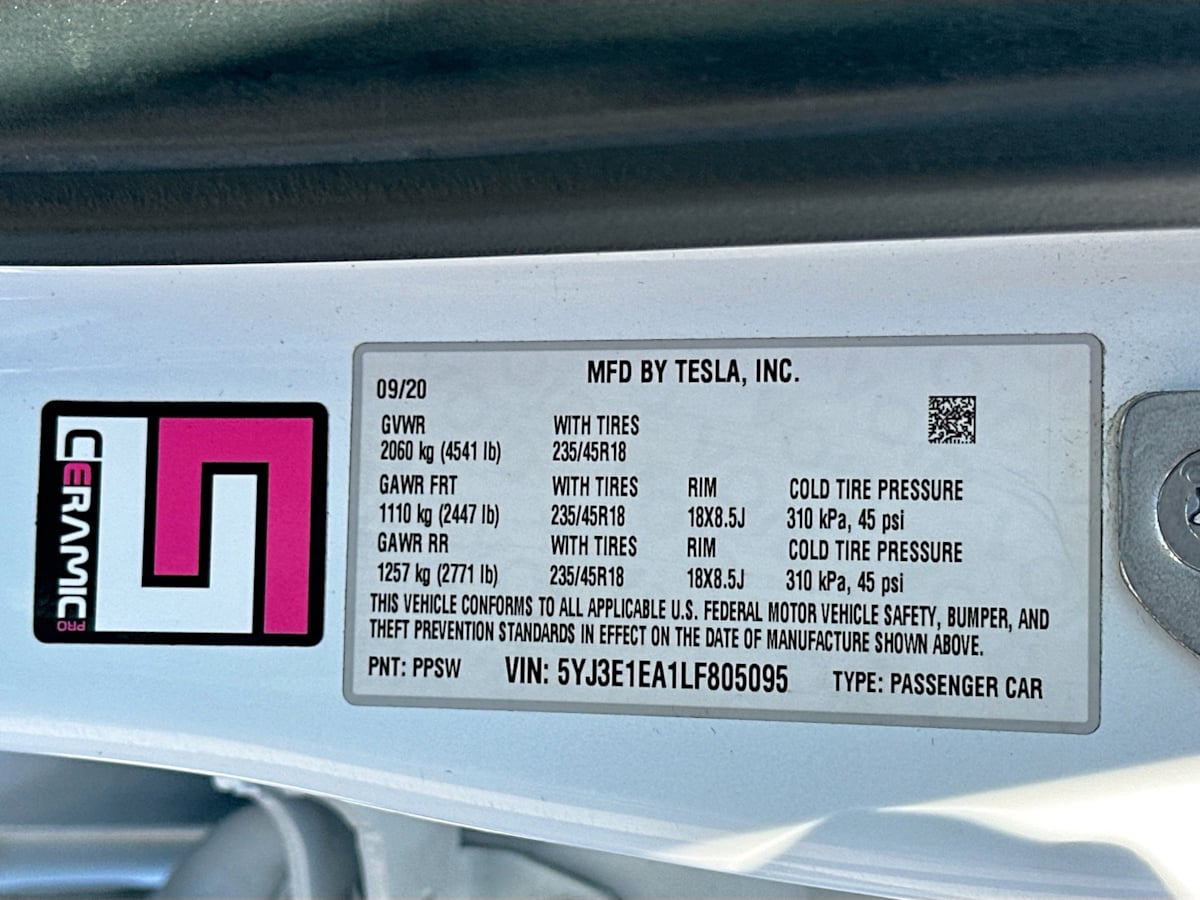 CERAMIC
PRO
MFD BY TESLA, INC.
09/20
GVWR WITH TIRES
2060 kg (4541 lb) 235/45R18
GAWR FRT WITH TIRES RIM COLD TIRE PRESSURE
1110 kg (2447 lb) 235/45R18 18X8.5J 310 kPa, 45 psi
GAWR RR WITH TIRES RIM COLD TIRE PRESSURE
1257 kg (2771 lb) 235/45R18 18X8.5J 310 kPa, 45 psi
THIS VEHICLE CONFORMS TO ALL APPLICABLE U.S. FEDERAL MOTOR VEHICLE SAFETY, BUMPER, AND
THEFT PREVENTION STANDARDS IN EFFECT ON THE DATE OF MANUFACTURE SHOWN ABOVE.
PNT: PPSW VIN: 5YJ3E1EA1LF805095 TYPE: PASSENGER CAR